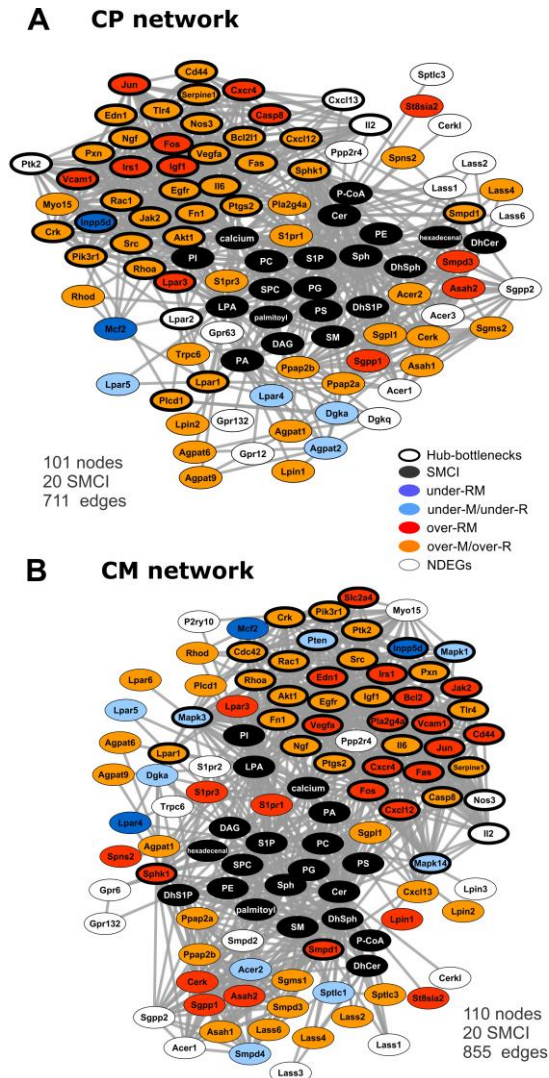 A CP network
Sptlc3
Cd44
Jun
Cxcr4
Serpine1
Cxcl13
St8sia2
Edn1
Tlr4
Nos3
Casp8
Il2
Cerkl
Ngf
Bcl2l1
Cxcl12
Fos
Vegfa
Ppp2r4
Spns2
Ptk2
Pxn
Fas
Lass2
Vcam1
Irs1
Igf1
Sphk1
Lass1
Lass4
Myo15
Rac1
Egfr
Il6
Pla2g4a
P-CoA
Cer
Smpd1
Lass6
Inpp5d
Jak2
Fn1
Ptgs2
PE
hexadecenal
Crk
Src
Akt1
calcium
S1pr1
DhCer
Pik3r1
PI
PC
S1P
Sph
Smpd3
Rhoa
DhSph
Asah2
Sgpp2
Lpar3
S1pr3
SPC
PG
Acer2
Rhod
LPA
palmitoyl
PS
DhS1P
Acer3
Lpar2
Gpr63
Sgpl1
Cerk
Sgms2
Mcf2
Trpc6
DAG
SM
PA
Ppap2b
Sgpp1
Asah1
Lpar5
Lpar1
Ppap2a
Acer1
Plcd1
Lpar4
Dgka
Lpin2
Gpr132
Agpat1
Dgkq
Agpat6
Gpr12
Agpat2
Agpat9
Lpin1
101 nodes
20 SMCI
711 edges
Hub-bottlenecks
SMCI
under-RM
under-M/under-R
over-RM
over-M/over-R
NDEGs
B CM network
Slc2a4
P2ry10
Crk
Pik3r1
Myo15
Mcf2
Pten
Ptk2
Rhod
Cdc42
Inpp5d
Mapk1
Rac1
Src
Lpar6
Plcd1
Rhoa
Edn1
Irs1
Pxn
Akt1
Egfr
Igf1
Bcl2
Jak2
Lpar5
Mapk3
Lpar3
Fn1
Vegfa
Pla2g4a
Vcam1
Tlr4
Agpat6
PI
Ppp2r4
Cd44
Lpar1
S1pr2
Ngf
Il6
Jun
Agpat9
Dgka
LPA
Ptgs2
Cxcr4
Fas
Serpine1
Trpc6
S1pr3
calcium
Fos
Casp8
Nos3
S1pr1
PA
Cxcl12
Lpar4
DAG
Il2
Agpat1
S1P
PC
Sgpl1
hexadecenal
Mapk14
Spns2
SPC
PG
PS
Sphk1
Sph
Cxcl13
Lpin3
Gpr6
DhS1P
PE
Cer
palmitoyl
Lpin2
Gpr132
Ppap2a
DhSph
Lpin1
SM
Smpd2
P-CoA
Ppap2b
Smpd1
DhCer
Acer2
Cerkl
Cerk
Sgms1
Sptlc1
Sptlc3
Asah2
St8sia2
Sgpp1
Smpd3
Sgpp2
Lass2
Asah1
Lass6
Lass4
Acer1
Lass1
Smpd4
Lass3
110 nodes
20 SMCI
855 edges